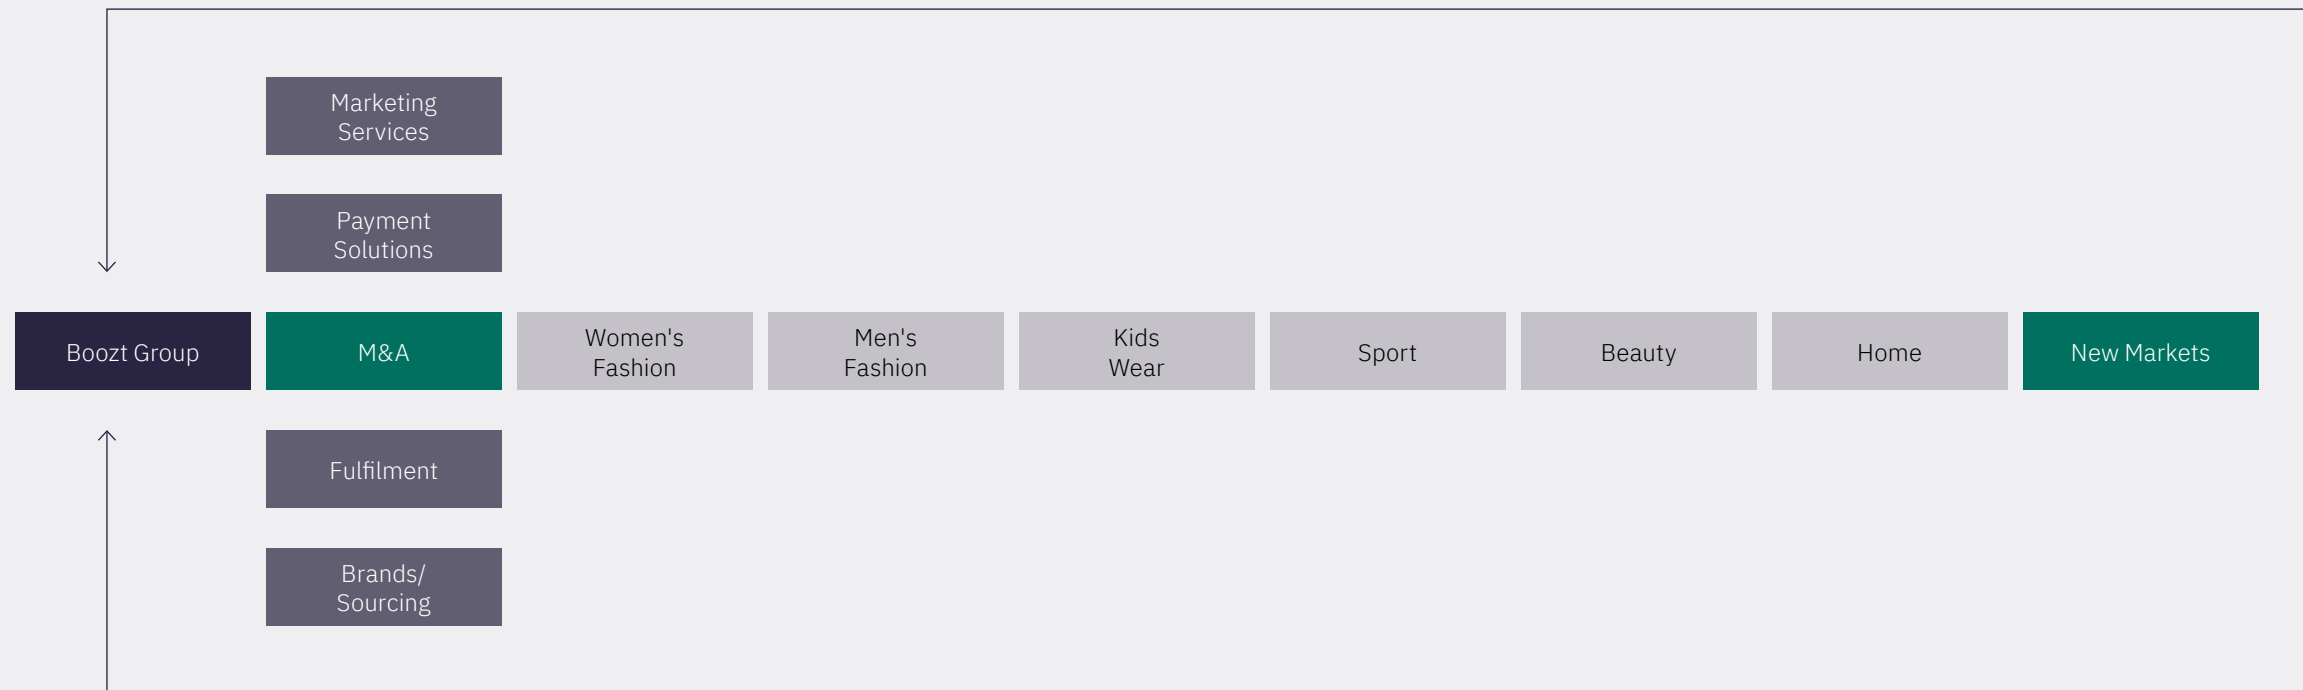 Marketing
Services
Payment
Solutions
Boozt Group
M&A
Women's
Fashion
Men's
Fashion
Kids
Wear
Sport
Beauty
Home
New Markets
Fulfilment
Brands/
Sourcing